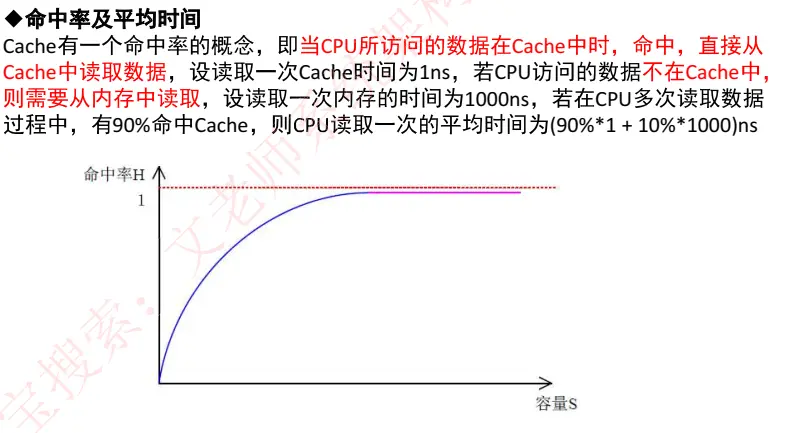 ◆命中率及平均时间
Cache有一个命中率的概念，即当CPU所访问的数据在Cache中时，命中，直接从
Cache中读取数据，设读取一次Cache时间为1ns，若CPU访问的数据不在Cache中，
则需要从内存中读取，设读取一次内存的时间为1000ns，若在CPU多次读取数据
过程中，有90%命中Cache，则CPU读取一次的平均时间为(90%*1 + 10%*1000)ns
命中率H
1
容量S
宝搜索：文老师系统架构